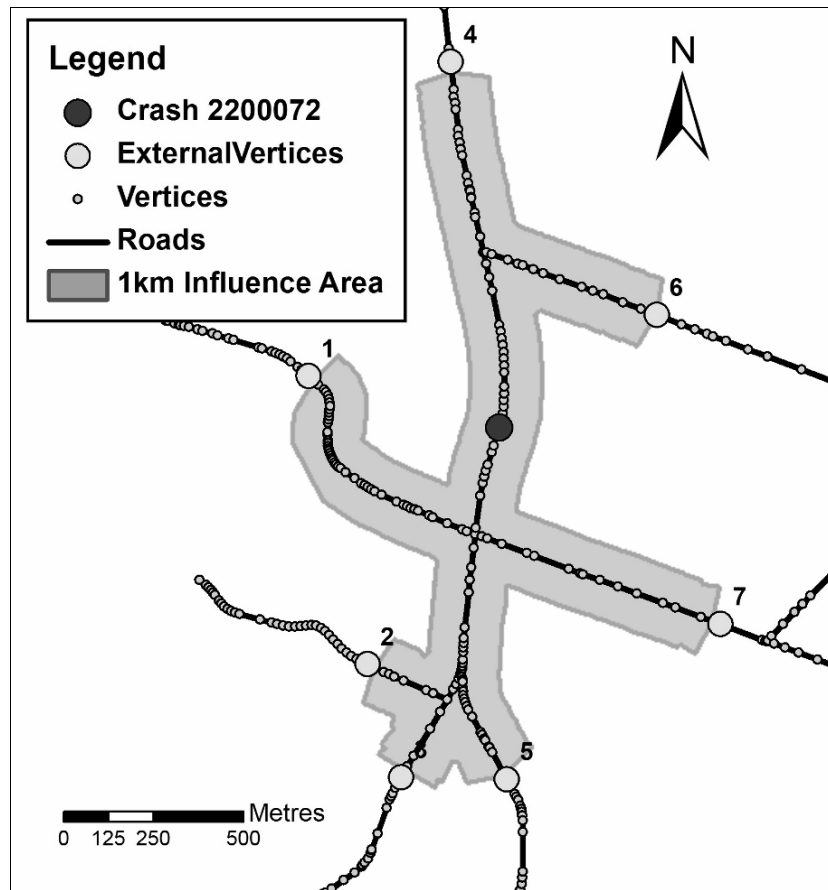 Legend
Crash 2200072
ExternalVertices
Vertices
Roads
1km Influence Area
N
4
6
1
7
2
3
5
Metres
0 125 250 500